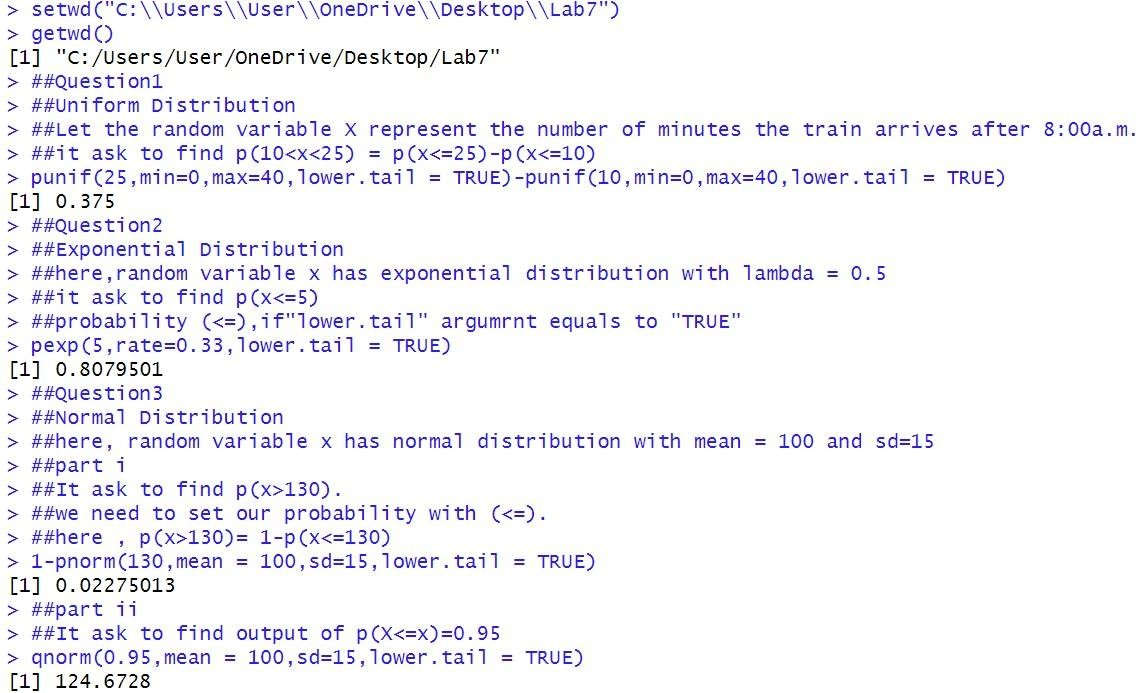 > setwd("C:\\Users\\User\\OneDrive\\Desktop\\Lab7")
> getwd()
[1] "C:/Users/User/OneDrive/Desktop/Lab7"
> ##Question1
> ##Uniform Distribution
> ##Let the random variable X represent the number of minutes the train arrives after 8:00a.m.
> ##it ask to find p(10<x<25) = p(x<=25)-p(x<=10)
> punif(25,min=0,max=40,lower.tail = TRUE)-punif(10,min=0,max=40,lower.tail = TRUE)
[1] 0.375
> ##Question2
> ##Exponential Distribution
> ##here,random variable x has exponential distribution with lambda = 0.5
> ##it ask to find p(x<=5)
> ##probability (<=),if"lower.tail" argumrnt equals to "TRUE"
> pexp(5,rate=0.33,lower.tail = TRUE)
[1] 0.8079501
> ##Question3
> ##Normal Distribution
> ##here, random variable x has normal distribution with mean = 100 and sd=15
> ##part i
> ##It ask to find p(x>130).
> ##we need to set our probability with (<=).
> ##here , p(x>130)= 1-p(x<=130)
> 1-pnorm(130,mean = 100,sd=15,lower.tail = TRUE)
[1] 0.02275013
> ##part ii
> ##It ask to find output of p(X<=x)=0.95
> qnorm(0.95,mean = 100,sd=15,lower.tail = TRUE)
[1] 124.6728